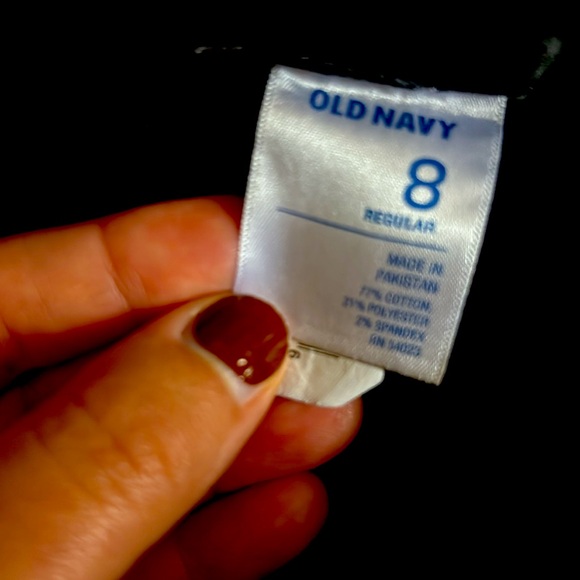 OLD NAVY
8
REGULAR
MADE IN
PAKISTAN
77% COTTON,
21% POLYESTER
2% SPANDEX
RN 54023